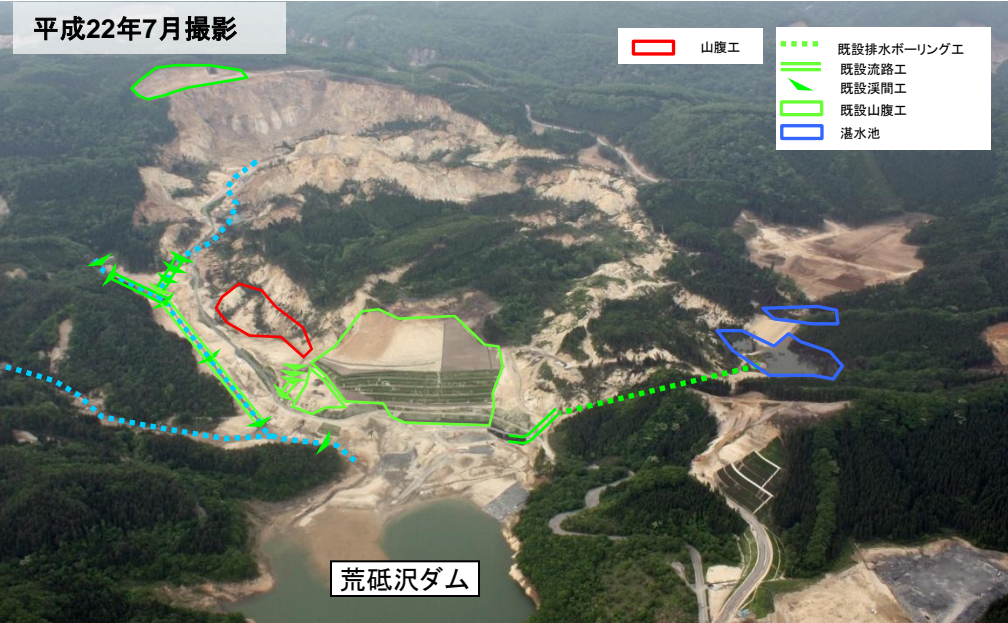 平成22年7月撮影
山腹工
既設排水ボーリング工
既設流路工
既設渓間工
既設山腹工
湛水池
荒砥沢ダム